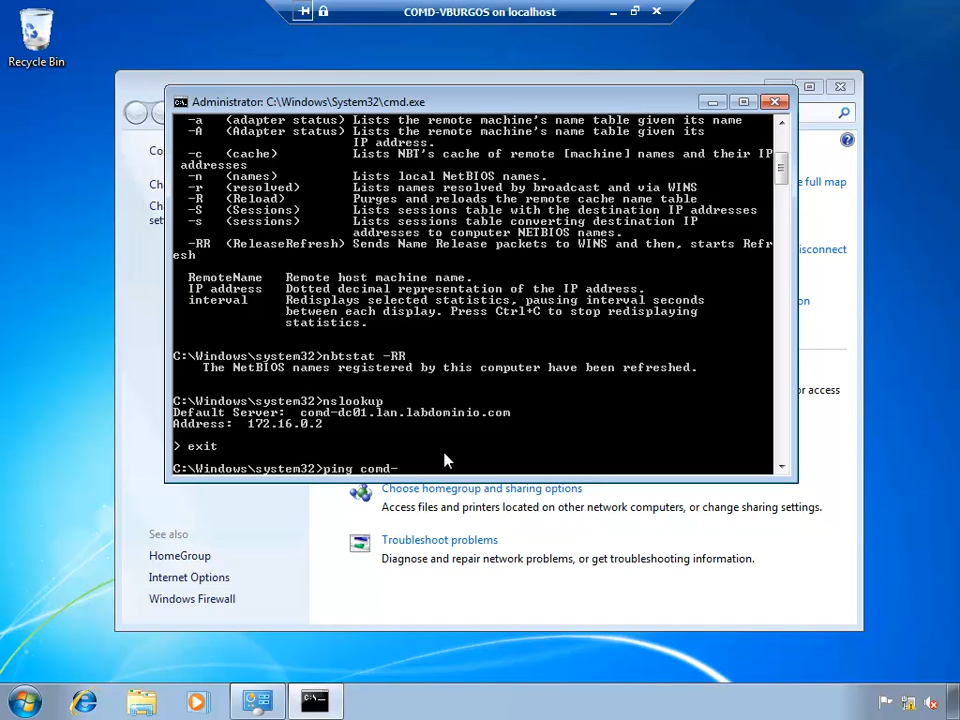 COMD-VBURGOS on localhost
Recycle Bin
Administrator: C:\Windows\System32\cmd.exe
-a (adapter status) Lists the remote machine's name table given its name
-A (Adapter status) Lists the remote machine's name table given its
IP address.
-c (cache) Lists NBT's cache of remote [machine] names and their IP
addresses
-n (names) Lists local NetBIOS names.
-r (resolved) Lists names resolved by broadcast and via WINS
-R (Reload) Purges and reloads the remote cache name table
-S (Sessions) Lists sessions table with the destination IP addresses
-s (sessions) Lists sessions table converting destination IP
addresses to computer NETBIOS names.
-RR (ReleaseRefresh) Sends Name Release packets to WINS and then, starts Refr
esh
RemoteName Remote host machine name.
IP address Dotted decimal representation of the IP address.
interval Redisplays selected statistics, pausing interval seconds
between each display. Press Ctrl+C to stop redisplaying
statistics.
C:\Windows\system32>nbtstat -RR
The NetBIOS names registered by this computer have been refreshed.
C:\Windows\system32>nslookup
Default Server: comd-dc01.lan.labdominio.com
Address: 172.16.0.2
> exit
C:\Windows\system32>ping comd-
Co
Ch
Ch
set
e full map
isconnect
on
or access
Choose homegroup and sharing options
Access files and printers located on other network computers, or change sharing settings.
Troubleshoot problems
Diagnose and repair network problems, or get troubleshooting information.
See also
HomeGroup
Internet Options
Windows Firewall